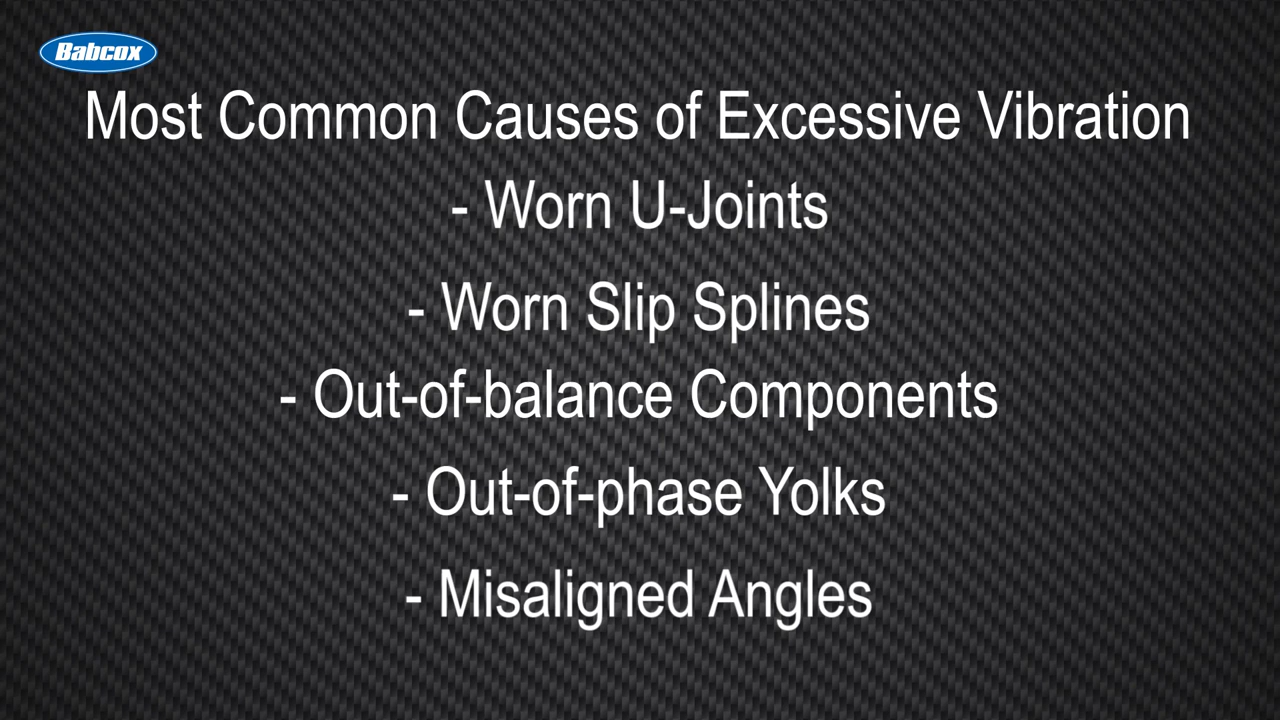 Babcox
Most Common Causes of Excessive Vibration
- Worn U-Joints
- Worn Slip Splines
- Out-of-balance Components
- Out-of-phase Yolks
- Misaligned Angles